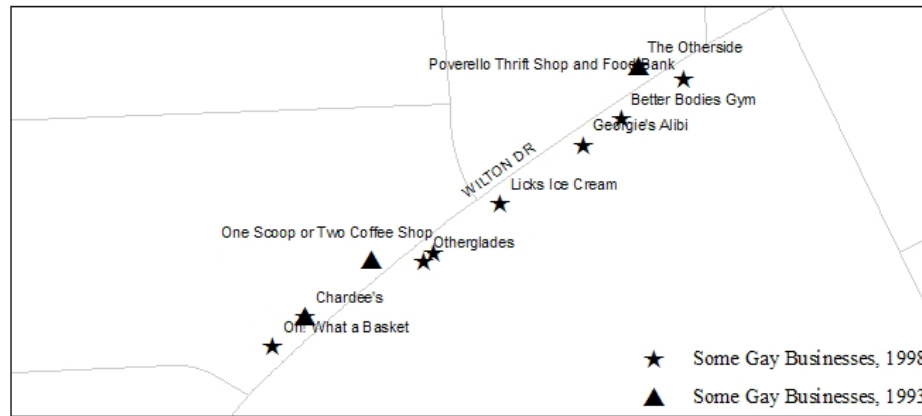 The Otherside
Poverello Thrift Shop and Food Bank
Better Bodies Gym
Georgie's Alibi
WILTON DR
Licks Ice Cream
One Scoop or Two Coffee Shop
Otherglades
Chardee's
Oh! What a Basket
Some Gay Businesses, 1998
Some Gay Businesses, 1993